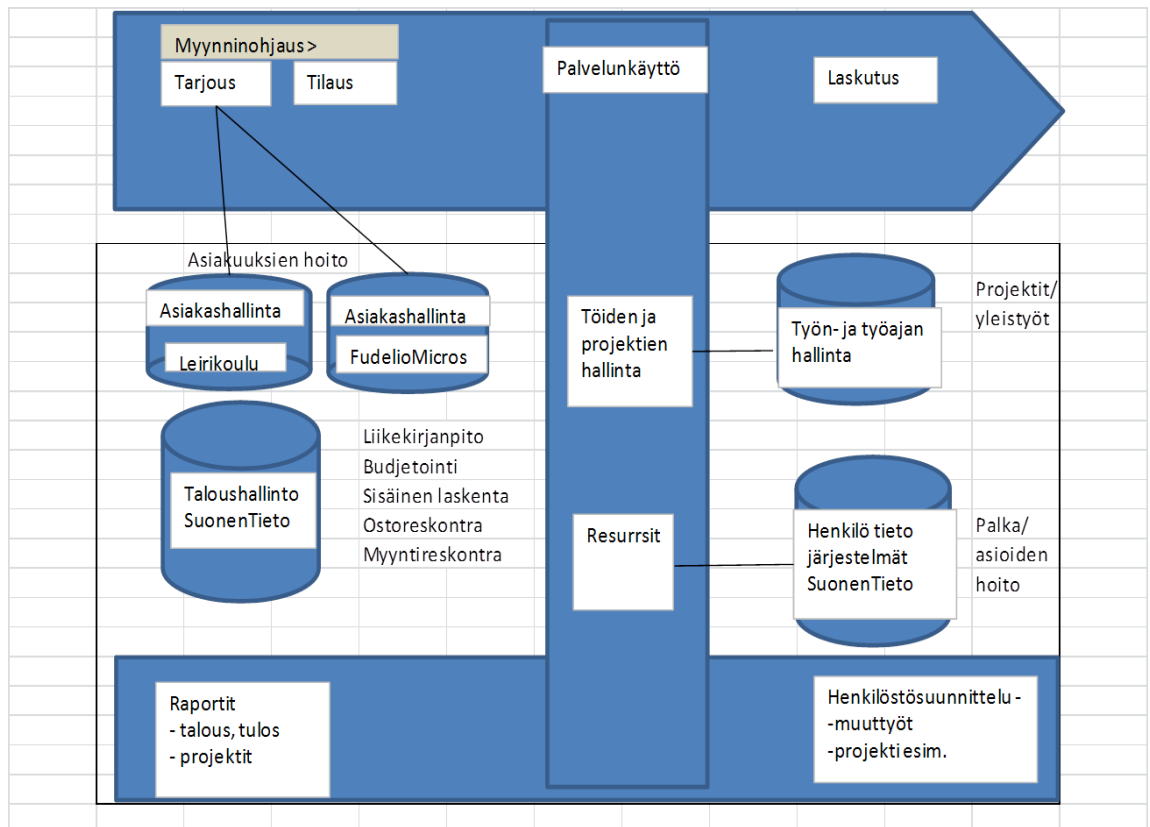 Myynninohjaus>
Tarjous
Tilaus
Palvelunkäyttö
Laskutus
Asiakuuksien hoito
Asiakashallinta
Leirikoulu
Asiakashallinta
FudelioMicros
Töiden ja
projektien
hallinta
Työn- ja työajan
hallinta
Projektit/
yleistyöt
Taloushallinto
SuonenTieto
Liikekirjanpito
Budjetointi
Sisäinen laskenta
Ostoreskontra
Myyntireskontra
Resurrsit
Henkilö tieto
järjestelmät
SuonenTieto
Palka/
asioiden
hoito
Raportit
- talous, tulos
- projektit
Henkilöstösuunnittelu -
-muuttyöt
-projekti esim.